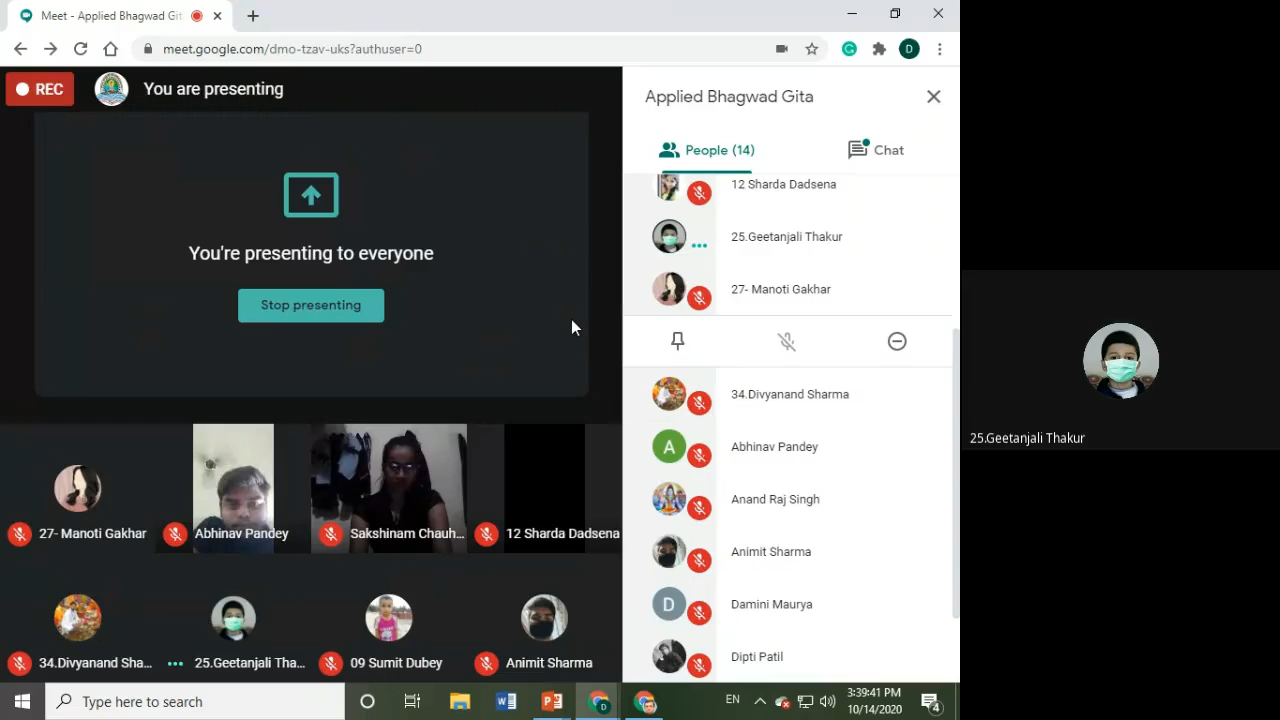 Meet - Applied Bhagwad Git
meet.google.com/dmo-tzav-uks?authuser=0
D
REC
You are presenting
You're presenting to everyone
Stop presenting
27- Manoti Gakhar
Abhinav Pandey
Sakshinam Chauh...
12 Sharda Dadsena
34.Divyanand Sha...
25.Geetanjali Tha...
09 Sumit Dubey
Animit Sharma
Applied Bhagwad Gita
People (14)
Chat
12 Sharda Dadsena
25.Geetanjali Thakur
27- Manoti Gakhar
34.Divyanand Sharma
A
Abhinav Pandey
Anand Raj Singh
Animit Sharma
D
Damini Maurya
Dipti Patil
25.Geetanjali Thakur
Type here to search
EN
3:39:41 PM
10/14/2020
4